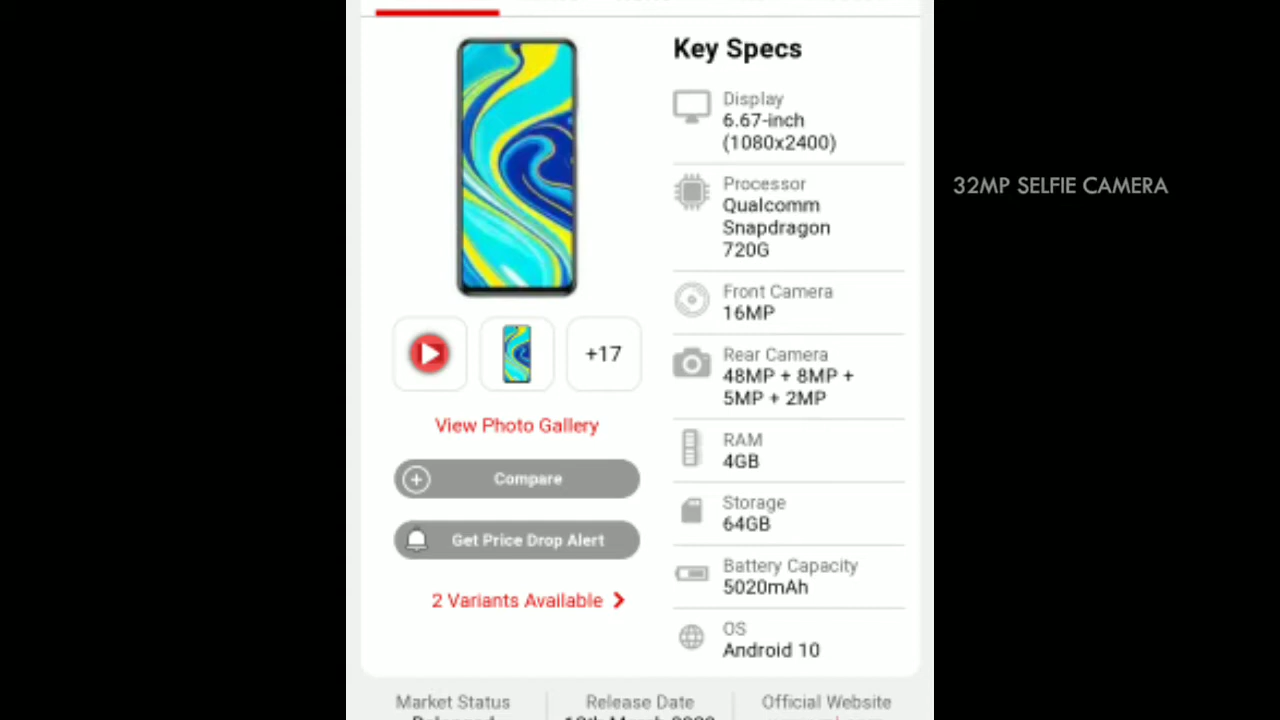 Key Specs
Display
6.67-inch
(1080x2400)
Processor
Qualcomm
Snapdragon
720G
Front Camera
16MP
Rear Camera
48MP + 8MP +
5MP + 2MP
RAM
4GB
Storage
64GB
Battery Capacity
5020mAh
OS
Android 10
+17
View Photo Gallery
Compare
Get Price Drop Alert
2 Variants Available
Market Status
Release Date
Official Website
32MP SELFIE CAMERA